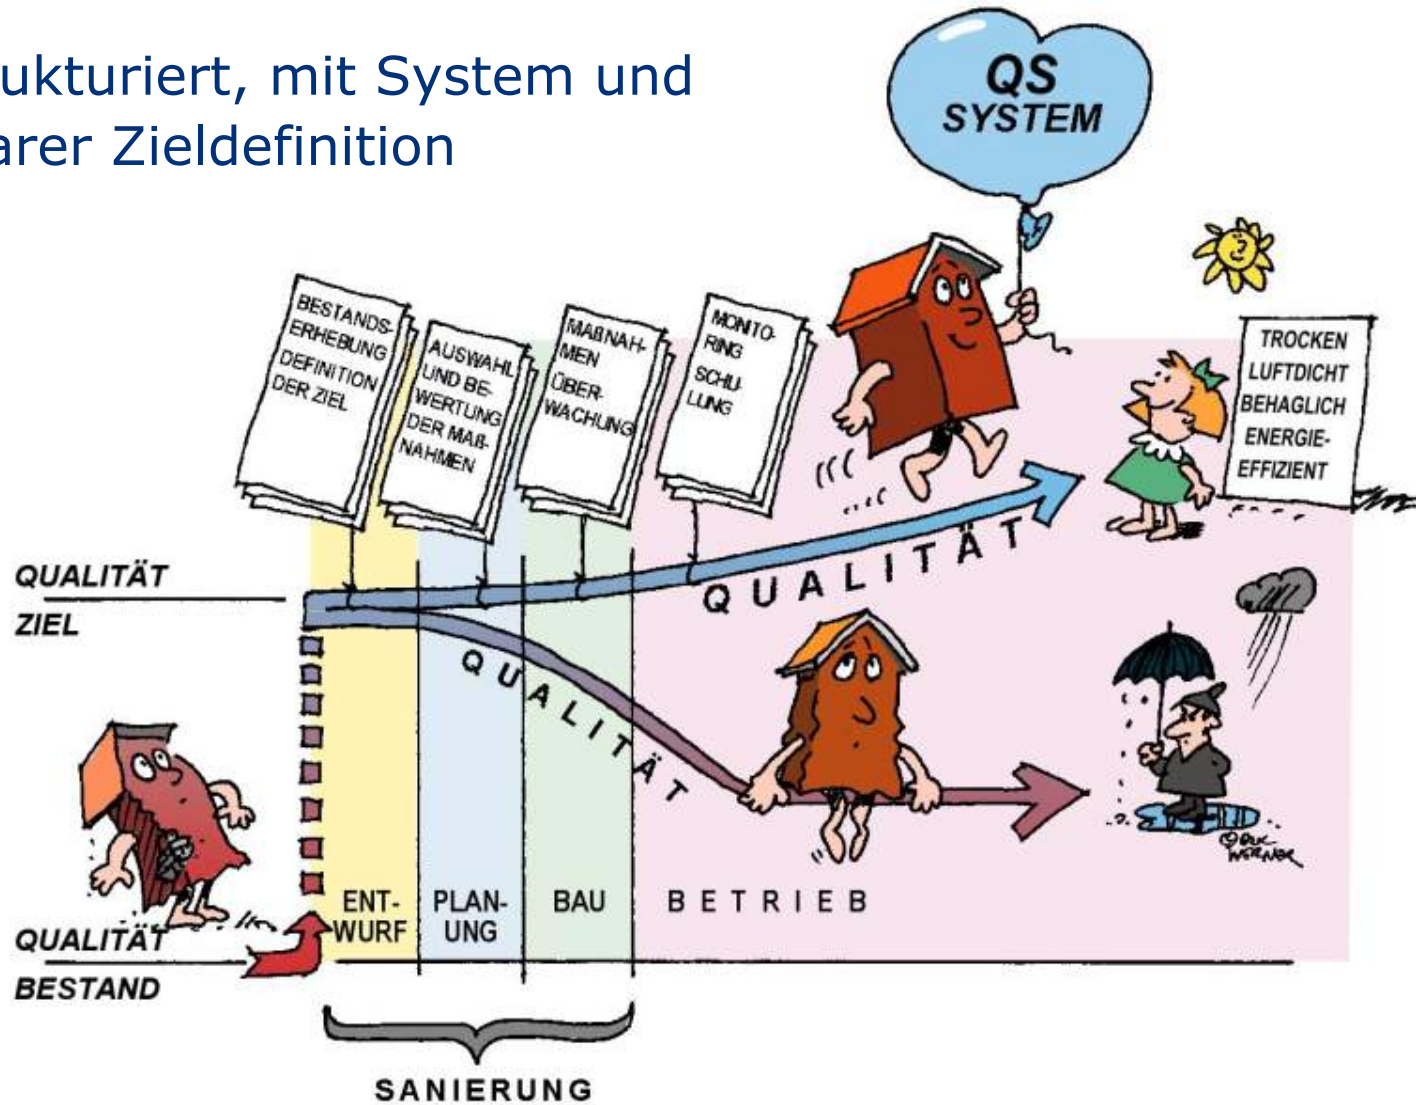 ukturiert, mit System und
arer Zieldefinition
QS
SYSTEM
BESTANDS-
ERHEBUNG
DEFINITION
DER ZIEL
AUSWAHL
UND BE-
WERTUNG
DER MAß-
NAHMEN
MAßNAH-
MEN
ÜBER-
WACHUNG
MONITO-
RING
SCHU-
LUNG
TROCKEN
LUFTDICHT
BEHAGLICH
ENERGIE-
EFFIZIENT
QUALITÄT
ZIEL
QUALITÄT
QUALITÄT
QUALITÄT
BESTAND
ENT-
WURF
PLAN-
UNG
BAU
BETRIEB
SANIERUNG